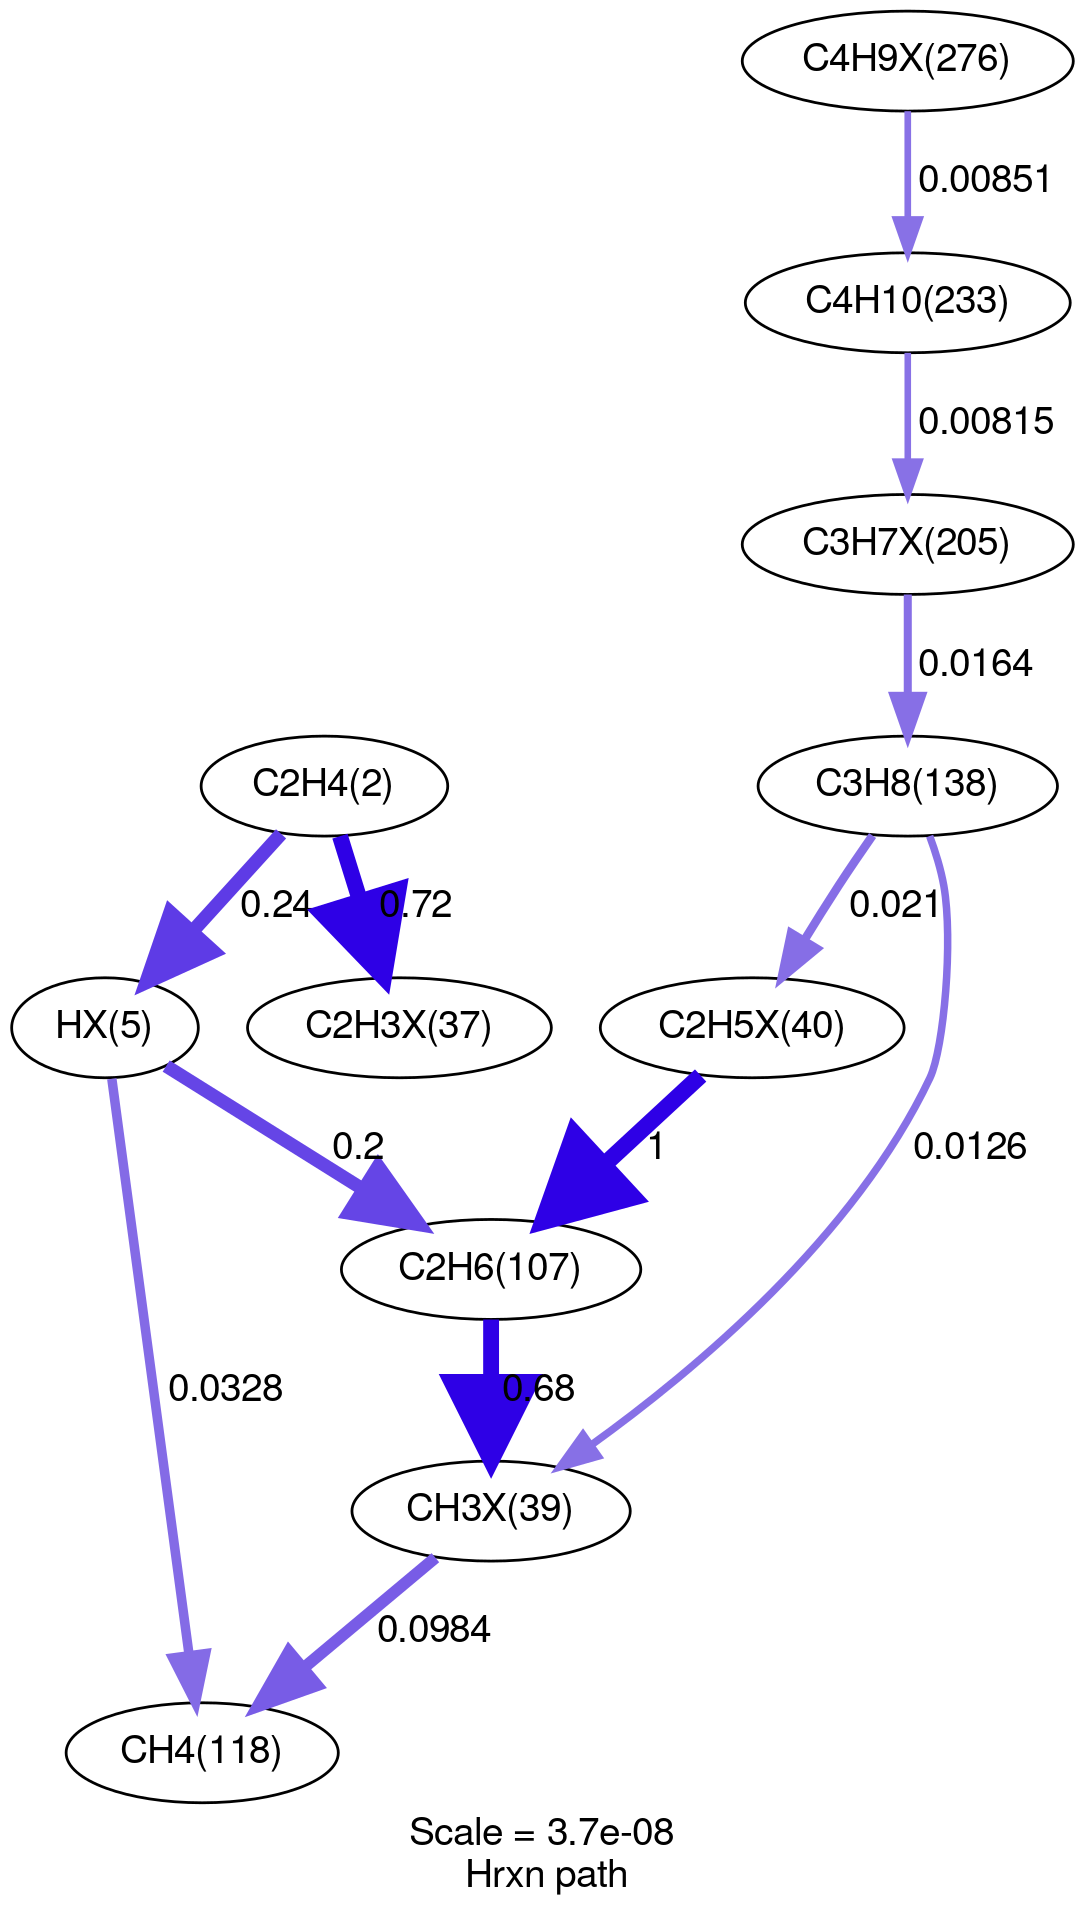 C4H9X(276)
0.00851
C4H10(233)
0.00815
C3H7X(205)
0.0164
C2H4(2)
C3H8(138)
0.24
0.72
0.021
HX(5)
C2H3X(37)
C2H5X(40)
0.2
1
0.0126
C2H6(107)
0.0328
0.68
CH3X(39)
0.0984
CH4(118)
Scale = 3.7e-08
Hrxn path